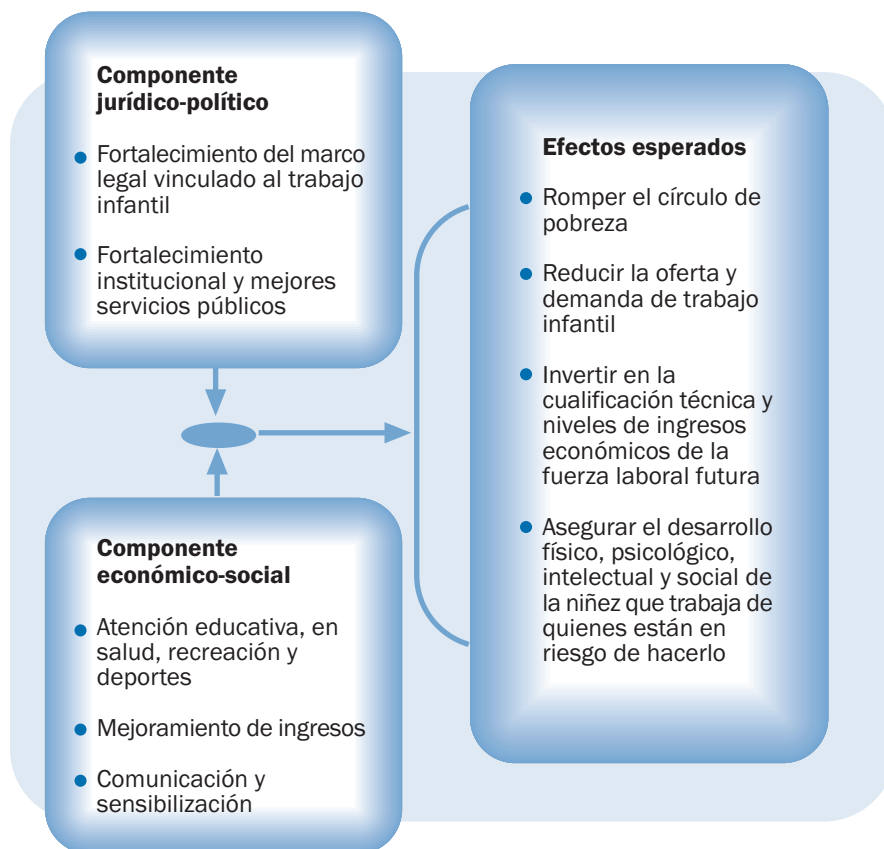 Componente
jurídico-político
● Fortalecimiento del marco
legal vinculado al trabajo
infantil
● Fortalecimiento
institucional y mejores
servicios públicos
Componente
económico-social
● Atención educativa, en
salud, recreación y
deportes
● Mejoramiento de ingresos
● Comunicación y
sensibilización
Efectos esperados
● Romper el círculo de
pobreza
● Reducir la oferta y
demanda de trabajo
infantil
● Invertir en la
cualificación técnica y
niveles de ingresos
económicos de la
fuerza laboral futura
● Asegurar el desarrollo
físico, psicológico,
intelectual y social de
la niñez que trabaja de
quienes están en
riesgo de hacerlo